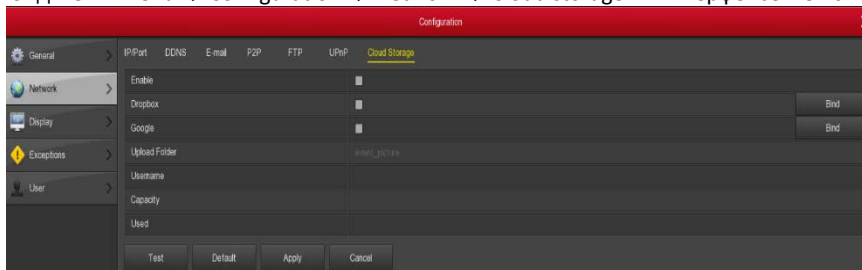 Configuration
General
IP/Port DDNS E-mail P2P FTP UPnP Cloud Storage
Network
Enable
Dropbox Bind
Display
Google Bind
Exceptions
Upload Folder event_picture
Username
User
Capacity
Used
Test Default Apply Cancel